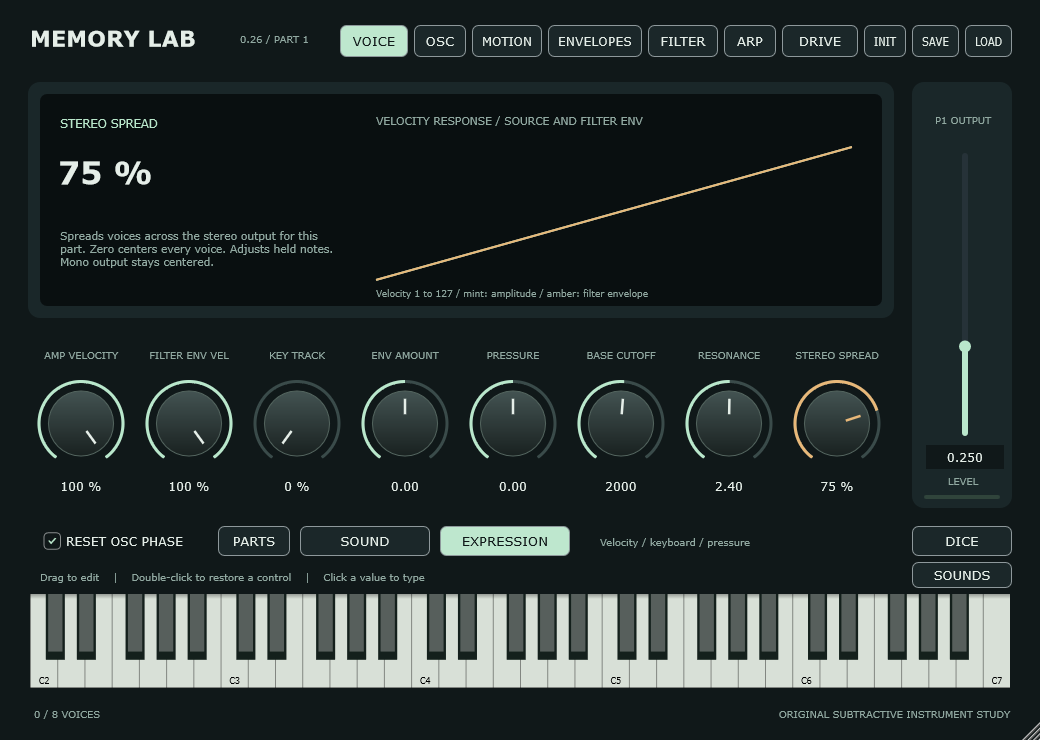 MEMORY LAB
0.26 / PART 1
VOICE
OSC
MOTION
ENVELOPES
FILTER
ARP
DRIVE
INIT
SAVE
LOAD
STEREO SPREAD
75 %
Spreads voices across the stereo output for this
part. Zero centers every voice. Adjusts held notes.
Mono output stays centered.
VELOCITY RESPONSE / SOURCE AND FILTER ENV
Velocity 1 to 127 / mint: amplitude / amber: filter envelope
P1 OUTPUT
0.250
LEVEL
AMP VELOCITY
FILTER ENV VEL
KEY TRACK
ENV AMOUNT
PRESSURE
BASE CUTOFF
RESONANCE
STEREO SPREAD
100 %
100 %
0 %
0.00
0.00
2000
2.40
75 %
RESET OSC PHASE
PARTS
SOUND
EXPRESSION
Velocity / keyboard / pressure
DICE
SOUNDS
Drag to edit | Double-click to restore a control | Click a value to type
C2
C3
C4
C5
C6
C7
0 / 8 VOICES
ORIGINAL SUBTRACTIVE INSTRUMENT STUDY